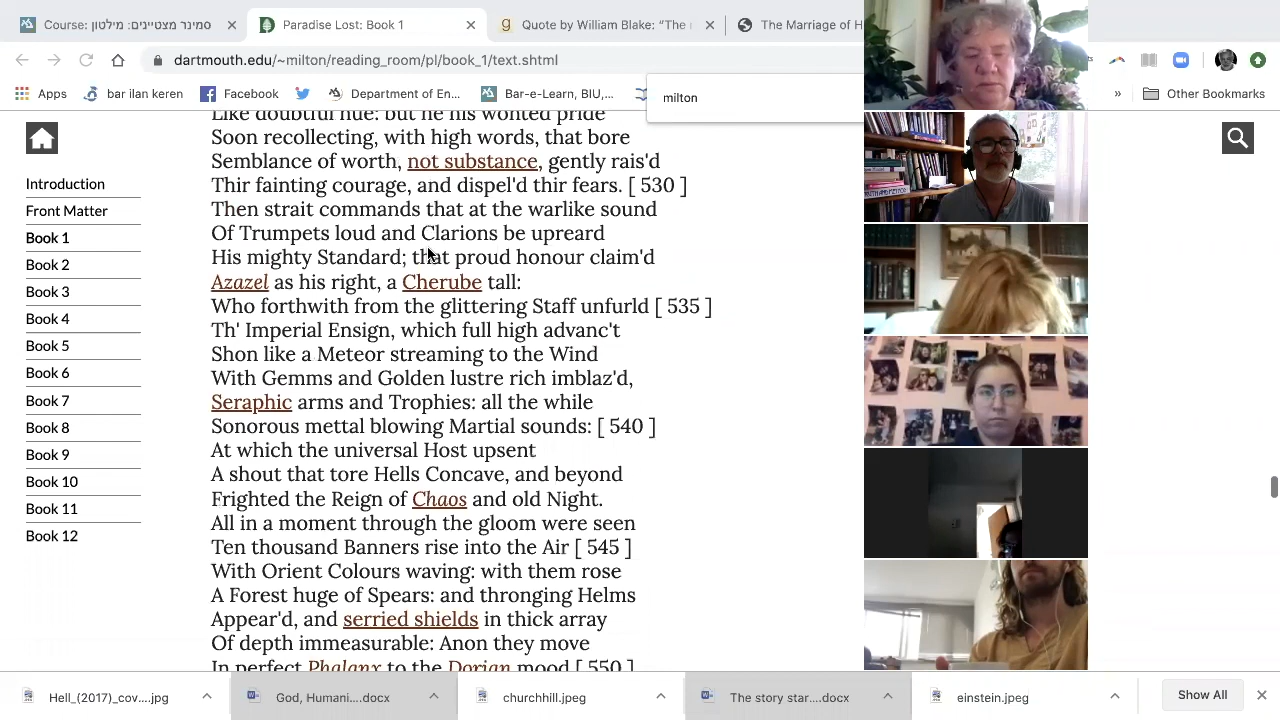 Course: סמינר מצטיינים: מילטון
Paradise Lost: Book 1
Quote by William Blake: “The
The Marriage of H
dartmouth.edu/~milton/reading_room/pl/book_1/text.shtml
Apps
bar ilan keren
Facebook
Department of En...
Bar-e-Learn, BIU,...
milton
»
Other Bookmarks
Introduction
Front Matter
Book 1
Book 2
Book 3
Book 4
Book 5
Book 6
Book 7
Book 8
Book 9
Book 10
Book 11
Book 12
Like doubtful hue: but he his wonted pride
Soon recollecting, with high words, that bore
Semblance of worth, not substance, gently rais'd
Thir fainting courage, and dispel'd thir fears. [ 530 ]
Then strait commands that at the warlike sound
Of Trumpets loud and Clarions be upreard
His mighty Standard; that proud honour claim'd
Azazel as his right, a Cherube tall:
Who forthwith from the glittering Staff unfurld [ 535 ]
Th' Imperial Ensign, which full high advanc't
Shon like a Meteor streaming to the Wind
With Gemms and Golden lustre rich imblaz'd,
Seraphic arms and Trophies: all the while
Sonorous mettal blowing Martial sounds: [ 540 ]
At which the universal Host upsent
A shout that tore Hells Concave, and beyond
Frighted the Reign of Chaos and old Night.
All in a moment through the gloom were seen
Ten thousand Banners rise into the Air [ 545 ]
With Orient Colours waving: with them rose
A Forest huge of Spears: and thronging Helms
Appear'd, and serried shields in thick array
Of depth immeasurable: Anon they move
In perfect Phalanx to the Dorian mood [ 550 ]
Hell_(2017)_cov....jpg
God, Humani....docx
churchhill.jpeg
The story star....docx
einstein.jpeg
Show All